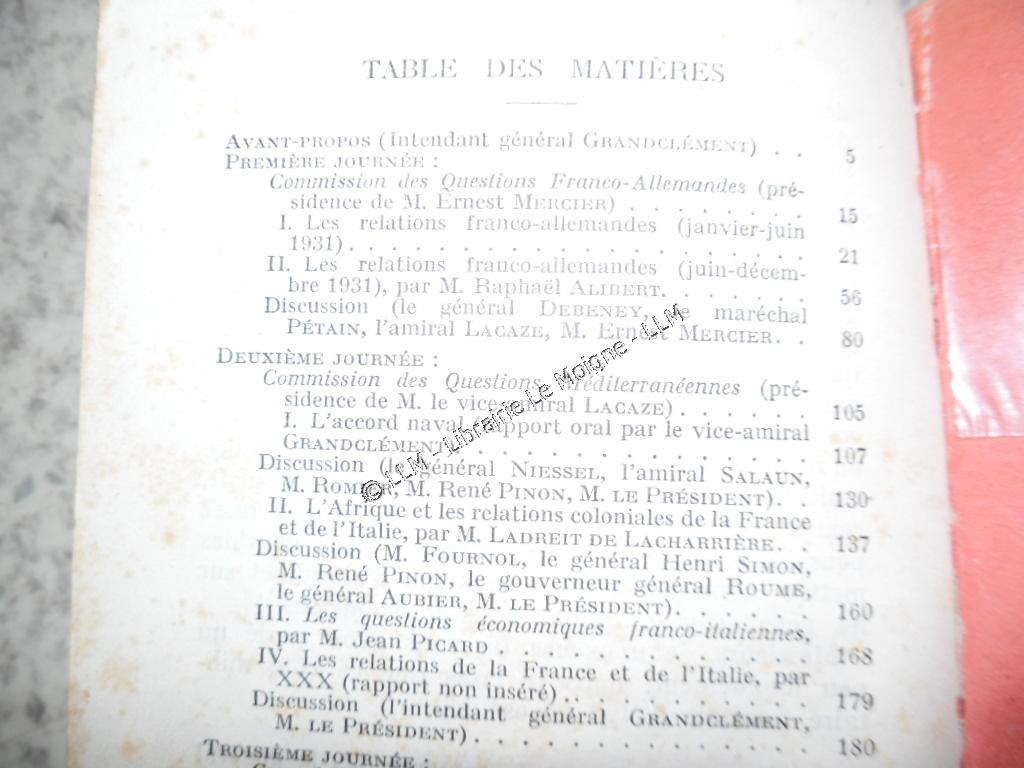 TABLE DES MATIÈRES
AVANT-PROPOS (Intendant général GRANDCLÉMENT) . . 5
PREMIÈRE JOURNÉE :
Commission des Questions Franco-Allemandes (pré-
sidence de M. Ernest MERCIER) . . . . . . . . 15
I. Les relations franco-allemandes (janvier-juin
1931) . . . . . . . . . . . . . . . . 21
II. Les relations franco-allemandes (juin-décem-
bre 1931), par M. Raphaël ALIBERT. . . . . . . 56
Discussion (le général DEBENEY, le maréchal
PÉTAIN, l'amiral LACAZE, M. Ernest MERCIER. . 80
DEUXIÈME JOURNÉE :
Commission des Questions Méditerranéennes (pré-
sidence de M. le vice-amiral LACAZE) . . . . . . 105
I. L'accord naval (rapport oral par le vice-amiral
GRANDCLÉMENT) . . . . . . . . . . . . . 107
Discussion (le général NIESSEL, l'amiral SALAUN,
M. ROMIER, M. René PINON, M. LE PRÉSIDENT). . 130
II. L'Afrique et les relations coloniales de la France
et de l'Italie, par M. LADREIT DE LACHARRIÈRE. . 137
Discussion (M. FOURNOL, le général Henri SIMON,
M. René PINON, le gouverneur général ROUME,
le général AUBIER, M. LE PRÉSIDENT). . . . . . 160
III. Les questions économiques franco-italiennes,
par M. Jean PICARD . . . . . . . . . . . 168
IV. Les relations de la France et de l'Italie, par
XXX (rapport non inséré) . . . . . . . . . 179
Discussion (l'intendant général GRANDCLÉMENT,
M. LE PRÉSIDENT) . . . . . . . . . . . . 180
TROISIÈME JOURNÉE :
© LLM - Librairie Le Moigne - LLM